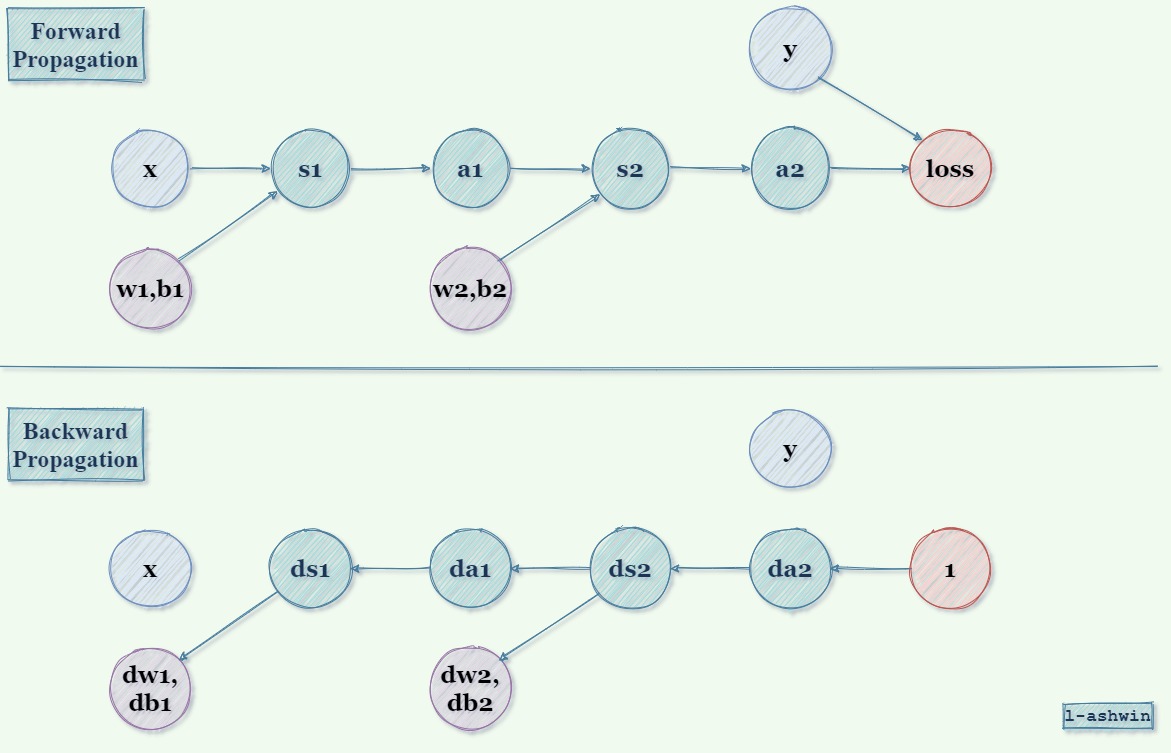 Forward
Propagation
y
x
s1
a1
s2
a2
loss
w1,b1
w2,b2
Backward
Propagation
y
x
ds1
da1
ds2
da2
1
dw1,
db1
dw2,
db2
l-ashwin